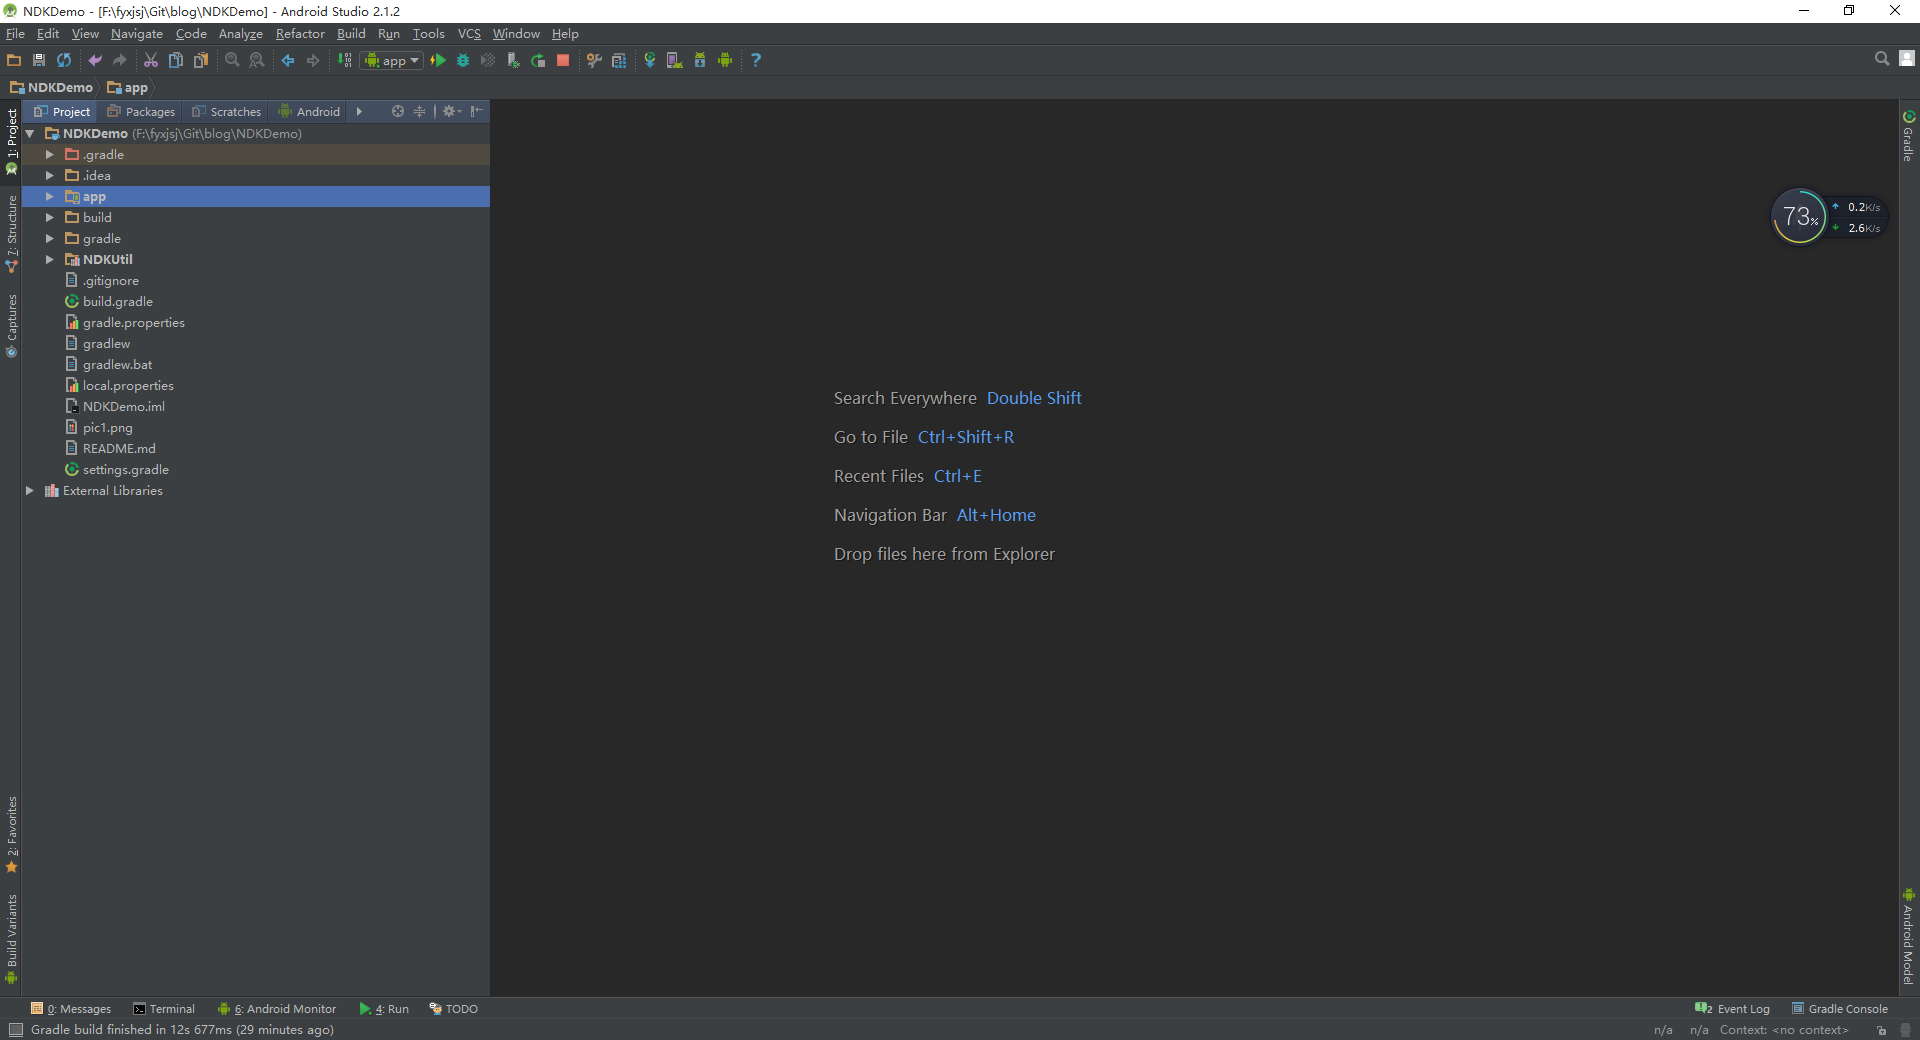 NDKDemo - [F:\fyxjsj\Git\blog\NDKDemo] - Android Studio 2.1.2
File Edit View Navigate Code Analyze Refactor Build Run Tools VCS Window Help
app
NDKDemo app
Project Packages Scratches Android
1: Project
7: Structure
Captures
2: Favorites
Build Variants
NDKDemo (F:\fyxjsj\Git\blog\NDKDemo)
.gradle
.idea
app
build
gradle
NDKUtil
.gitignore
build.gradle
gradle.properties
gradlew
gradlew.bat
local.properties
NDKDemo.iml
pic1.png
README.md
settings.gradle
External Libraries
Search Everywhere Double Shift
Go to File Ctrl+Shift+R
Recent Files Ctrl+E
Navigation Bar Alt+Home
Drop files here from Explorer
73%
0.2K/s
2.6K/s
Gradle
Android Model
0: Messages Terminal 6: Android Monitor 4: Run TODO
2 Event Log Gradle Console
Gradle build finished in 12s 677ms (29 minutes ago)
n/a n/a Context: <no context>